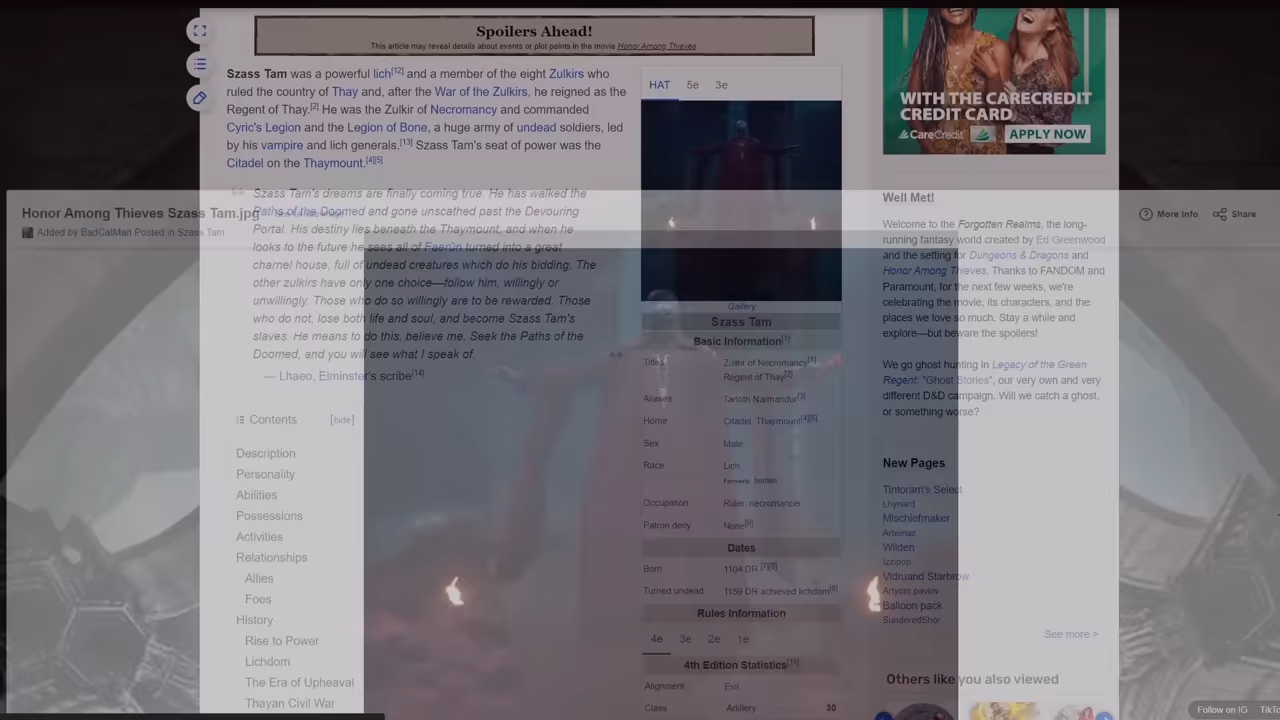 Spoilers Ahead!
This article may reveal details about events or plot points in the movie Honor Among Thieves
Szass Tam was a powerful lich[12] and a member of the eight Zulkirs who
ruled the country of Thay and, after the War of the Zulkirs, he reigned as the
Regent of Thay.[2] He was the Zulkir of Necromancy and commanded
Cyric's Legion and the Legion of Bone, a huge army of undead soldiers, led
by his vampire and lich generals.[13] Szass Tam's seat of power was the
Citadel on the Thaymount.[4][5]
Szass Tam's dreams are finally coming true. He has walked the
Paths of the Doomed and gone unscathed past the Devouring
Portal. His destiny lies beneath the Thaymount, and when he
looks to the future he sees all of Faerûn turned into a great
charnel house, full of undead creatures which do his bidding. The
other zulkirs have only one choice—follow him, willingly or
unwillingly. Those who do so willingly are to be rewarded. Those
who do not, lose both life and soul, and become Szass Tam's
slaves. He means to do this, believe me. Seek the Paths of the
Doomed, and you will see what I speak of.
— Lhaeo, Elminster's scribe[14]
Honor Among Thieves Szass Tam.jpg
Added by BadCatMan Posted in Szass Tam
More Info
Share
Contents [hide]
Description
Personality
Abilities
Possessions
Activities
Relationships
Allies
Foes
History
Rise to Power
Lichdom
The Era of Upheaval
Thayan Civil War
HAT 5e 3e
Gallery
Szass Tam
Basic Information[1]
Titles Zulkir of Necromancy[1]
Regent of Thay[2]
Aliases Tarloth Narmandur[3]
Home Citadel, Thaymount[4][5]
Sex Male
Race Lich
Formerly: human
Occupation Ruler, necromancer
Patron deity None[6]
Dates
Born 1104 DR
Turned undead 1159 DR achieved lichdom[8]
Rules Information
4e 3e 2e 1e
4th Edition Statistics
Alignment Evil
Class Artillery 30
WITH THE CARECREDIT
CREDIT CARD
CareCredit APPLY NOW
Well Met!
Welcome to the Forgotten Realms, the long-
running fantasy world created by Ed Greenwood
and the setting for Dungeons & Dragons and
Honor Among Thieves. Thanks to FANDOM and
Paramount, for the next few weeks, we're
celebrating the movie, its characters, and the
places we love so much. Stay a while and
explore—but beware the spoilers!
We go ghost hunting in Legacy of the Green
Regent: "Ghost Stories", our very own and very
different D&D campaign. Will we catch a ghost,
or something worse?
New Pages
Tintoram's Select
Lhynard
Mischiefmaker
Artemaz
Wilden
Izzipop
Vidruand Starbrow
Artyom pavlov
Balloon pack
SunderedShor
See more >
Others like you also viewed
Follow on IG TikTo